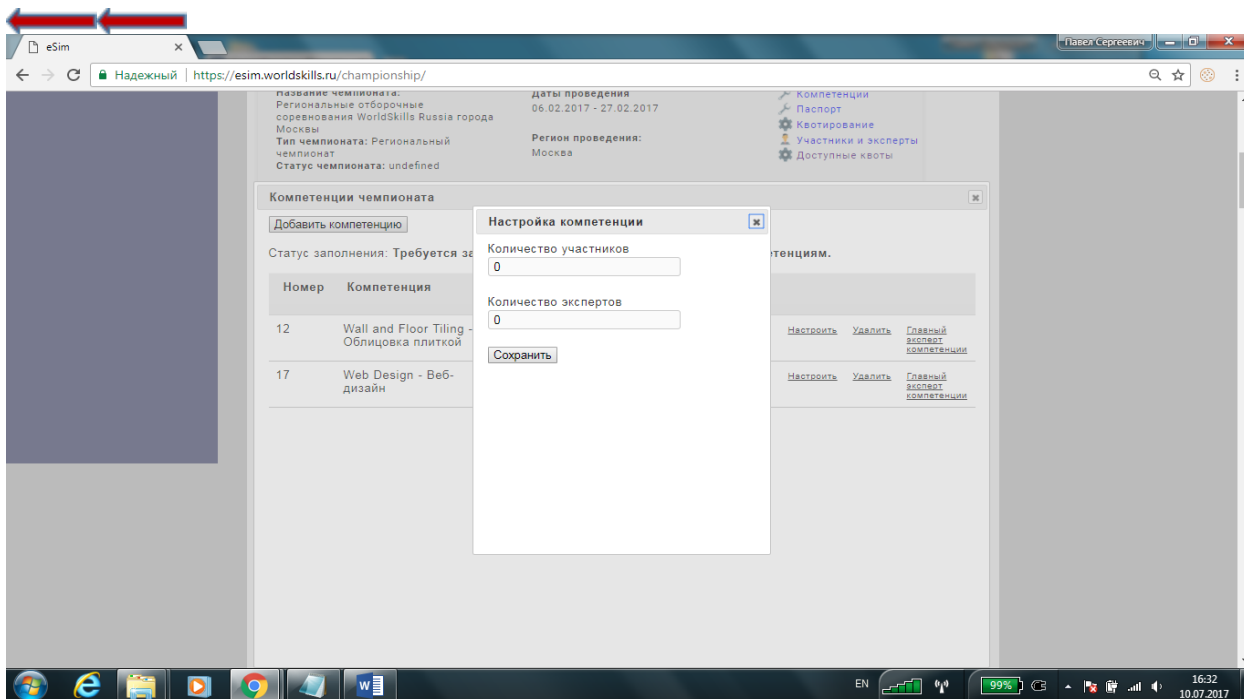 eSim
Павел Сергеевич
Надежный | https://esim.worldskills.ru/championship/
Название чемпионата:
Региональные отборочные
соревнования WorldSkills Russia города
Москвы
Тип чемпионата: Региональный
чемпионат
Статус чемпионата: undefined
Даты проведения
06.02.2017 - 27.02.2017
Регион проведения:
Москва
Компетенции
Паспорт
Квотирование
Участники и эксперты
Доступные квоты
Компетенции чемпионата
Добавить компетенцию
Статус заполнения: Требуется
тенциям.
Номер Компетенция
12 Wall and Floor Tiling -
Облицовка плиткой
Настроить Удалить Главный
эксперт
компетенции
17 Web Design - Веб-
дизайн
Настроить Удалить Главный
эксперт
компетенции
Настройка компетенции
Количество участников
0
Количество экспертов
0
Сохранить
EN
99%
16:32
10.07.2017